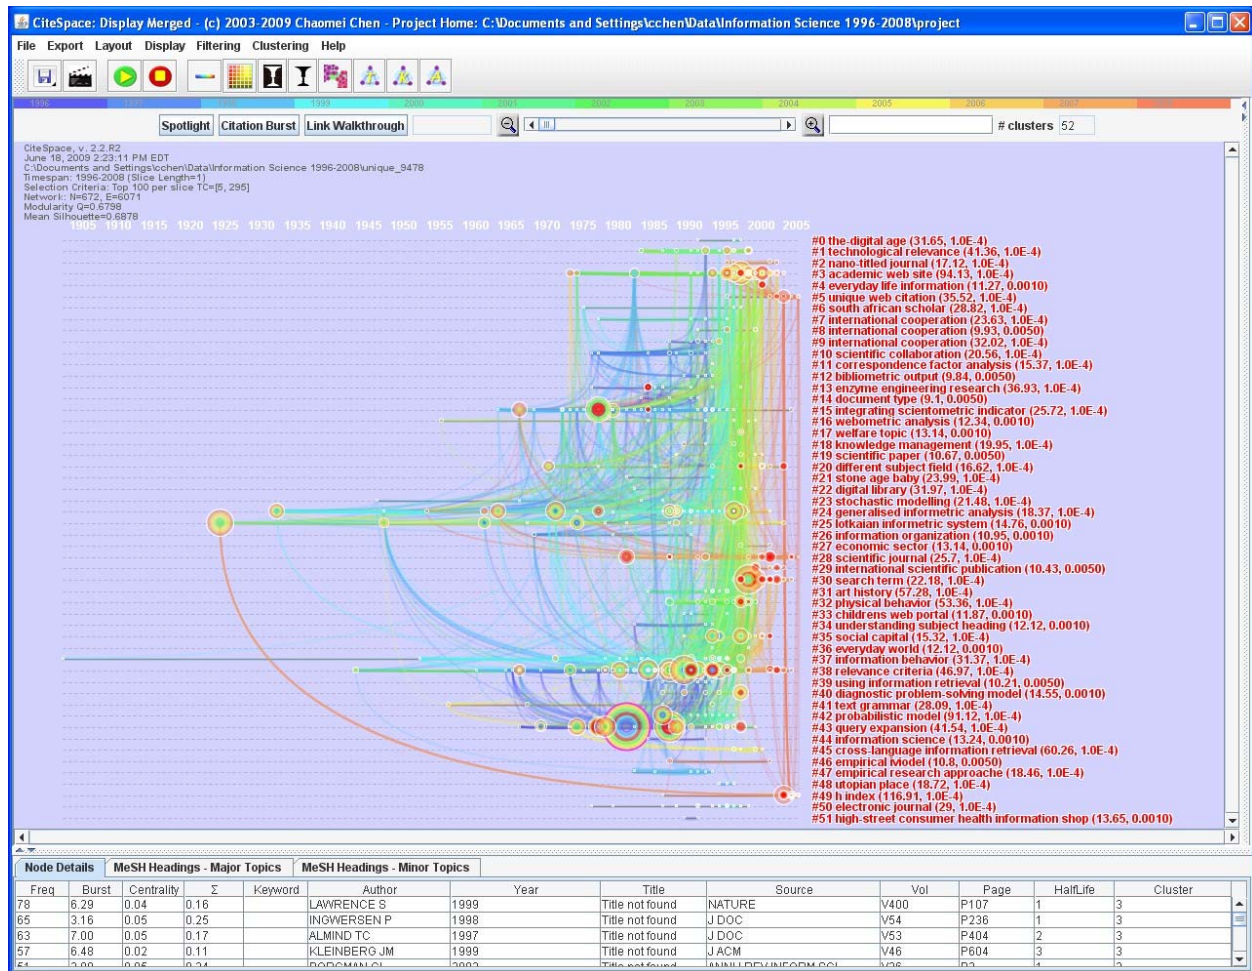 CiteSpace: Display Merged - (c) 2003-2009 Chaomei Chen - Project Home: C:\Documents and Settings\cchen\Data\Information Science 1996-2008\project
File Export Layout Display Filtering Clustering Help
1996 1997 1998 1999 2000 2001 2002 2003 2004 2005 2006 2007
Spotlight Citation Burst Link Walkthrough # clusters 52
CiteSpace, v. 2.2.R2
June 18, 2009 2:23:11 PM EDT
C:\Documents and Settings\cchen\Data\Information Science 1996-2008\unique_9478
Timespan: 1996-2008 (Slice Length=1)
Selection Criteria: Top 100 per slice TC=[5, 295]
Network: N=672, E=6071
Modularity Q=0.6798
Mean Silhouette=0.6878
1905 1910 1915 1920 1925 1930 1935 1940 1945 1950 1955 1960 1965 1970 1975 1980 1985 1990 1995 2000 2005
#0 the-digital age (31.65, 1.0E-4)
#1 technological relevance (41.36, 1.0E-4)
#2 nano-titled journal (17.12, 1.0E-4)
#3 academic web site (94.13, 1.0E-4)
#4 everyday life information (11.27, 0.0010)
#5 unique web citation (35.52, 1.0E-4)
#6 south african scholar (28.82, 1.0E-4)
#7 international cooperation (23.63, 1.0E-4)
#8 international cooperation (9.93, 0.0050)
#9 international cooperation (32.02, 1.0E-4)
#10 scientific collaboration (20.56, 1.0E-4)
#11 correspondence factor analysis (15.37, 1.0E-4)
#12 bibliometric output (9.84, 0.0050)
#13 enzyme engineering research (36.93, 1.0E-4)
#14 document type (9.1, 0.0050)
#15 integrating scientometric indicator (25.72, 1.0E-4)
#16 webometric analysis (12.34, 0.0010)
#17 welfare topic (13.14, 0.0010)
#18 knowledge management (19.95, 1.0E-4)
#19 scientific paper (10.67, 0.0050)
#20 different subject field (16.62, 1.0E-4)
#21 stone age baby (23.99, 1.0E-4)
#22 digital library (31.97, 1.0E-4)
#23 stochastic modelling (21.48, 1.0E-4)
#24 generalised informetric analysis (18.37, 1.0E-4)
#25 lotkaian informetric system (14.76, 0.0010)
#26 information organization (10.95, 0.0010)
#27 economic sector (13.14, 0.0010)
#28 scientific journal (25.7, 1.0E-4)
#29 international scientific publication (10.43, 0.0050)
#30 search term (22.18, 1.0E-4)
#31 art history (57.28, 1.0E-4)
#32 physical behavior (53.36, 1.0E-4)
#33 childrens web portal (11.87, 0.0010)
#34 understanding subject heading (12.12, 0.0010)
#35 social capital (15.32, 1.0E-4)
#36 everyday world (12.12, 0.0010)
#37 information behavior (31.37, 1.0E-4)
#38 relevance criteria (46.97, 1.0E-4)
#39 using information retrieval (10.21, 0.0050)
#40 diagnostic problem-solving model (14.55, 0.0010)
#41 text grammar (28.09, 1.0E-4)
#42 probabilistic model (91.12, 1.0E-4)
#43 query expansion (41.54, 1.0E-4)
#44 information science (13.24, 0.0010)
#45 cross-language information retrieval (60.26, 1.0E-4)
#46 empirical iviodel (10.8, 0.0050)
#47 empirical research approache (18.46, 1.0E-4)
#48 utopian place (18.72, 1.0E-4)
#49 h index (116.91, 1.0E-4)
#50 electronic journal (29, 1.0E-4)
#51 high-street consumer health information shop (13.65, 0.0010)
Node Details MeSH Headings - Major Topics MeSH Headings - Minor Topics
Freq Burst Centrality Σ Keyword Author Year Title Source Vol Page HalfLife Cluster
78 6.29 0.04 0.16 LAWRENCE S 1999 Title not found NATURE V400 P107 1 3
65 3.16 0.05 0.25 INGWERSEN P 1998 Title not found J DOC V54 P236 1 3
63 7.00 0.05 0.17 ALMIND TC 1997 Title not found J DOC V53 P404 2 3
57 6.48 0.02 0.11 KLEINBERG JM 1999 Title not found J ACM V46 P604 3 3